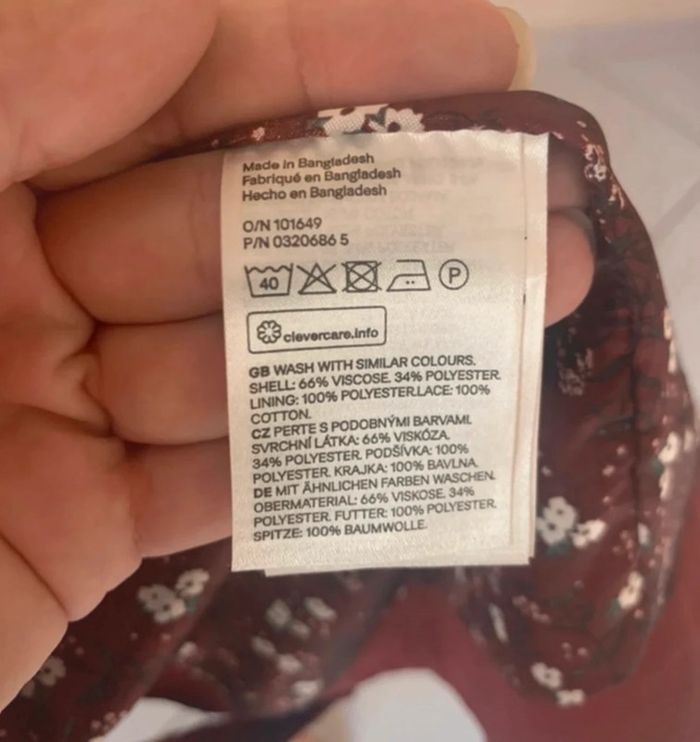 Made in Bangladesh
Fabriqué en Bangladesh
Hecho en Bangladesh
O/N 101649
P/N 0320686 5
40 P
clevercare.info
GB WASH WITH SIMILAR COLOURS.
SHELL: 66% VISCOSE. 34% POLYESTER.
LINING: 100% POLYESTER.LACE: 100%
COTTON.
CZ PERTE S PODOBNÝMI BARVAMI.
SVRCHNÍ LÁTKA: 66% VISKÓZA.
34% POLYESTER. PODŠÍVKA: 100%
POLYESTER. KRAJKA: 100% BAVLNA.
DE MIT ÄHNLICHEN FARBEN WASCHEN.
OBERMATERIAL: 66% VISKOSE. 34%
POLYESTER. FUTTER: 100% POLYESTER.
SPITZE: 100% BAUMWOLLE.